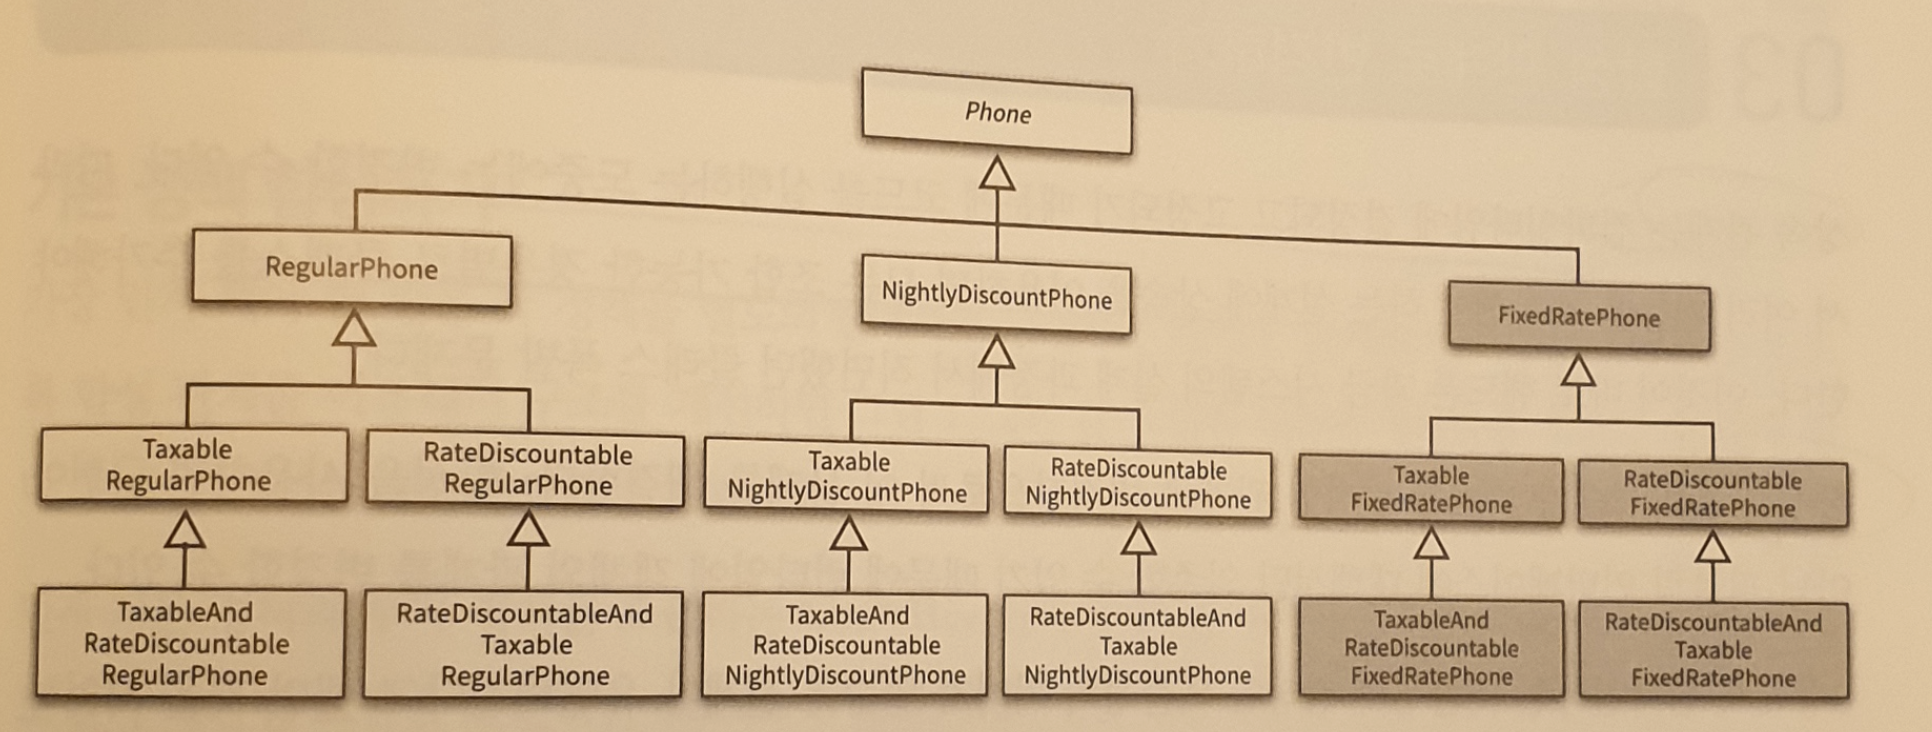 Phone
RegularPhone
NightlyDiscountPhone
FixedRatePhone
Taxable
RegularPhone
RateDiscountable
RegularPhone
Taxable
NightlyDiscountPhone
RateDiscountable
NightlyDiscountPhone
Taxable
FixedRatePhone
RateDiscountable
FixedRatePhone
TaxableAnd
RateDiscountable
RegularPhone
RateDiscountableAnd
Taxable
RegularPhone
TaxableAnd
RateDiscountable
NightlyDiscountPhone
RateDiscountableAnd
Taxable
NightlyDiscountPhone
TaxableAnd
RateDiscountable
FixedRatePhone
RateDiscountableAnd
Taxable
FixedRatePhone